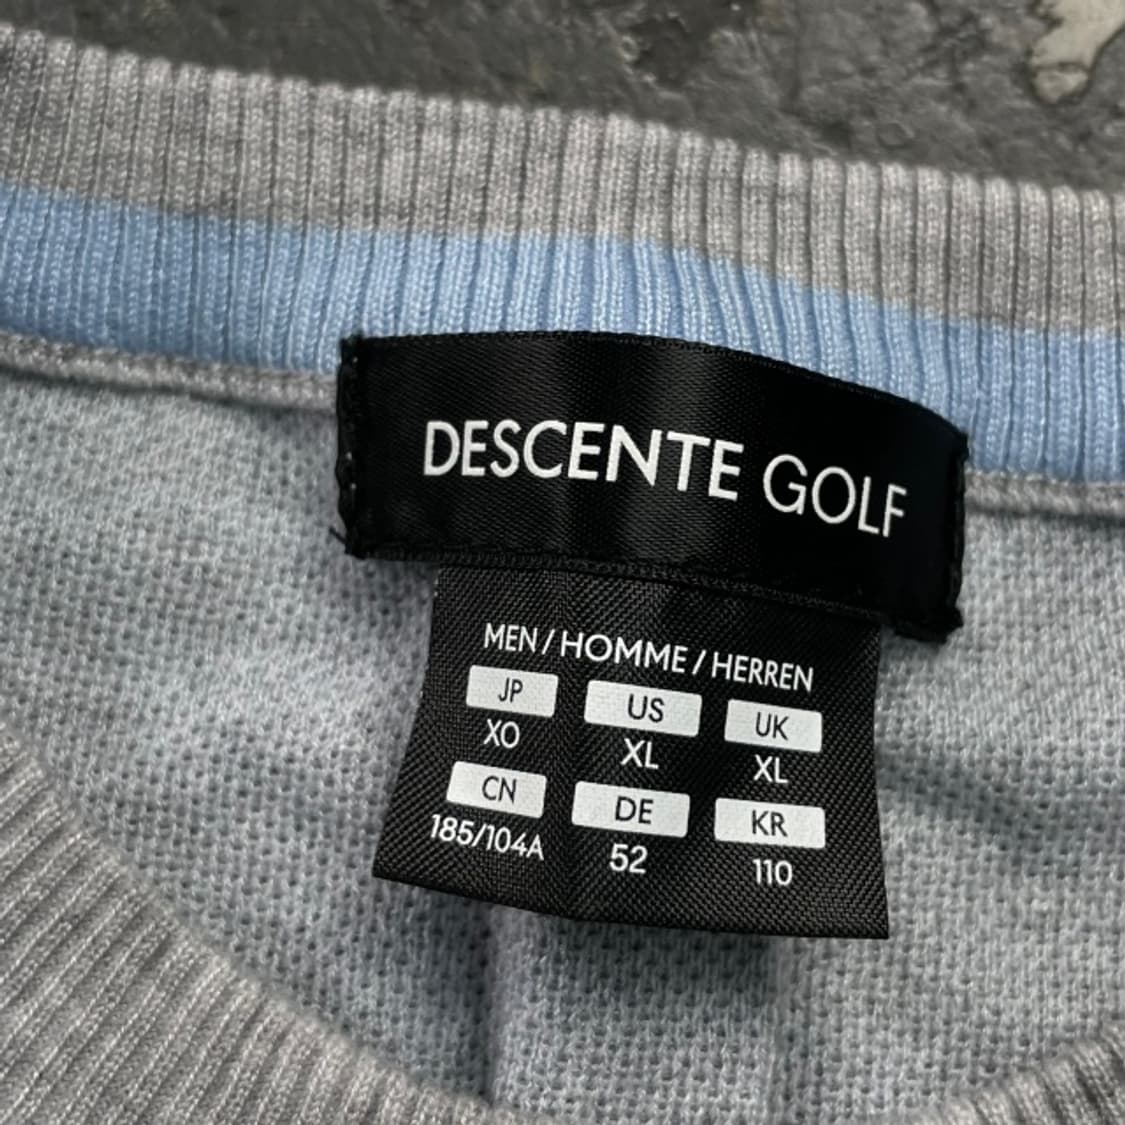 DESCENTE GOLF
MEN / HOMME / HERREN
JP US UK
XO XL XL
CN DE KR
185/104A 52 110